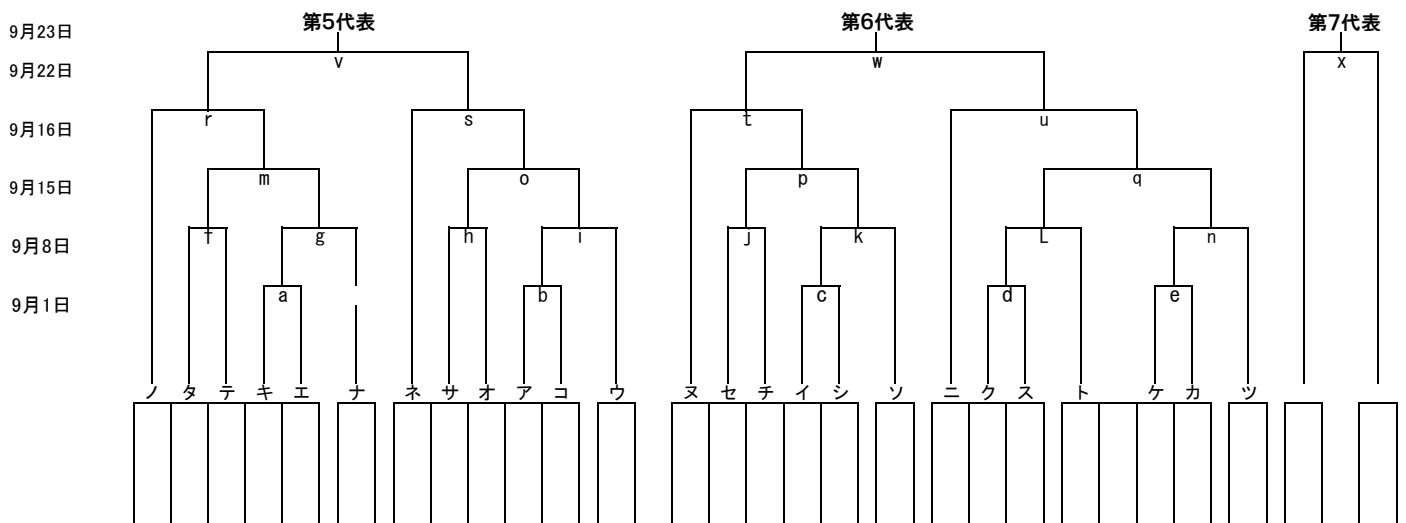 第5代表 第6代表 第7代表
9月23日
v w x
9月22日
r s t u
9月16日
m o p q
9月15日
f g h i j k L n
9月8日
a b c d e
9月1日
ノ タ テ キ エ ナ ネ サ オ ア コ ウ ヌ セ チ イ シ ソ ニ ク ス ト ケ カ ツ